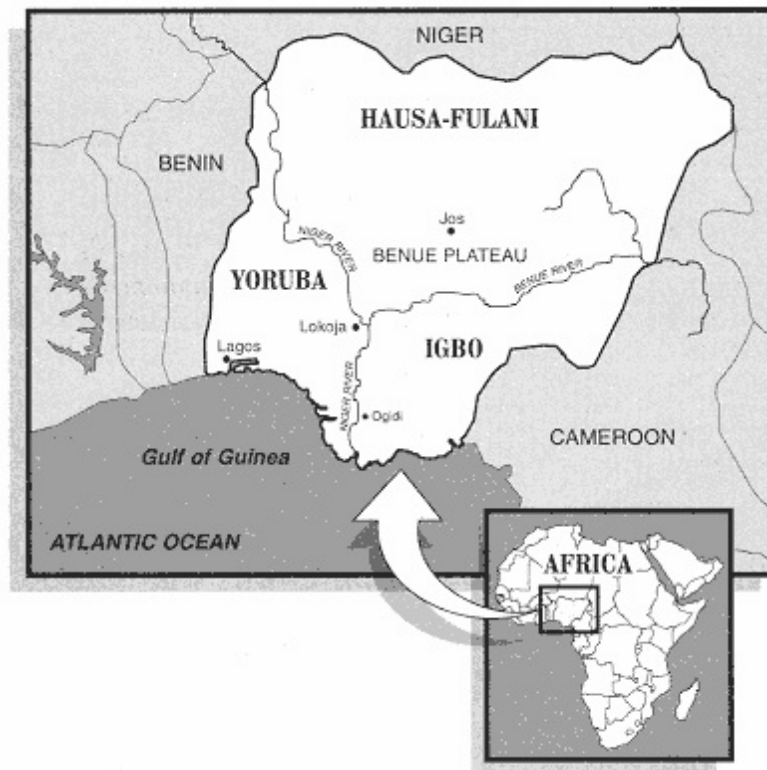 NIGER
HAUSA-FULANI
BENIN
Jos
NIGER RIVER
BENUE PLATEAU
YORUBA
BENUE RIVER
Lokoja
IGBO
Lagos
NIGER RIVER
Ogidi
CAMEROON
Gulf of Guinea
ATLANTIC OCEAN
AFRICA